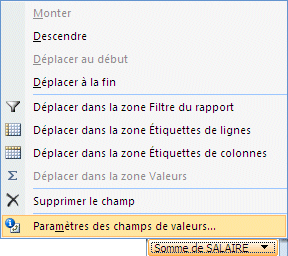 Monter
Descendre
Déplacer au début
Déplacer à la fin
Déplacer dans la zone Filtre du rapport
Déplacer dans la zone Étiquettes de lignes
Déplacer dans la zone Étiquettes de colonnes
Déplacer dans la zone Valeurs
Supprimer le champ
Paramètres des champs de valeurs...
Somme de SALAIRE